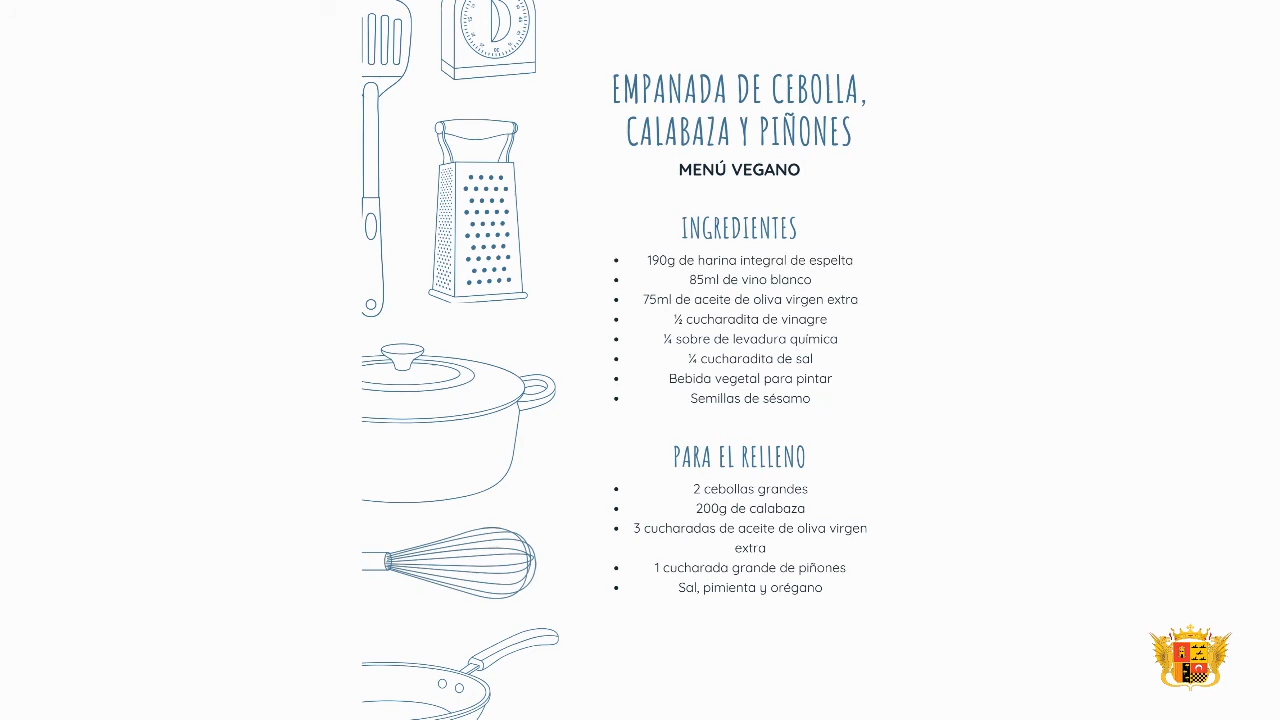 EMPANADA DE CEBOLLA,
CALABAZA Y PIÑONES
MENÚ VEGANO
INGREDIENTES
• 190g de harina integral de espelta
• 85ml de vino blanco
• 75ml de aceite de oliva virgen extra
• ½ cucharadita de vinagre
• ¼ sobre de levadura química
• ¼ cucharadita de sal
• Bebida vegetal para pintar
• Semillas de sésamo
PARA EL RELLENO
• 2 cebollas grandes
• 200g de calabaza
• 3 cucharadas de aceite de oliva virgen
extra
• 1 cucharada grande de piñones
• Sal, pimienta y orégano